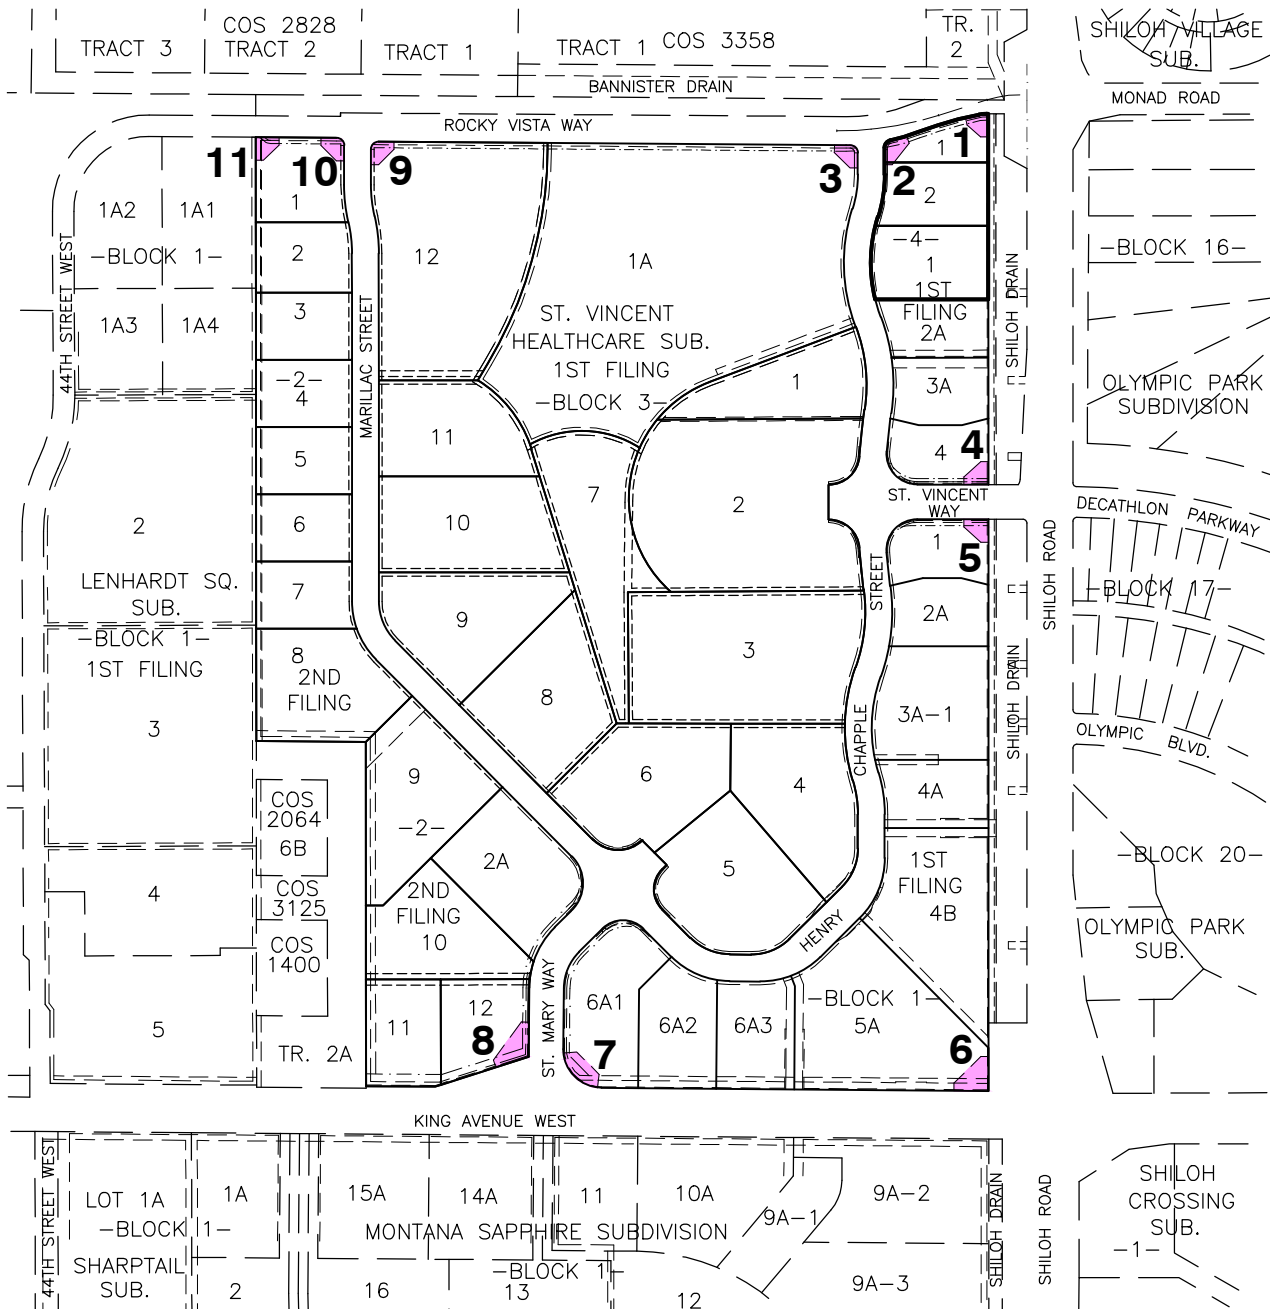 COS 2828
TRACT 3
TRACT 2
TRACT 1
TRACT 1
COS 3358
TR.
2
SHILOH VILLAGE
SUB.
BANNISTER DRAIN
MONAD ROAD
ROCKY VISTA WAY
11
10
9
3
2
1
1
1A2
1A1
-BLOCK 1-
1A3
1A4
44TH STREET WEST
1
2
3
-2-
4
5
6
7
8
2ND
FILING
MARILLAC STREET
12
1A
ST. VINCENT
HEALTHCARE SUB.
1ST FILING
-BLOCK 3-
2
-4-
1
1ST
FILING
2A
3A
4
4
SHILOH DRAIN
-BLOCK 16-
OLYMPIC PARK
SUBDIVISION
1
11
10
7
2
ST. VINCENT
WAY
1
5
DECATHLON PARKWAY
2
LENHARDT SQ.
SUB.
-BLOCK 1-
1ST FILING
3
9
8
3
STREET
2A
3A-1
SHILOH ROAD
SHILOH DRAIN
-BLOCK 17-
OLYMPIC BLVD.
CHAPPLE
9
-2-
6
4
4A
COS
2064
6B
COS
3125
COS
1400
4
5
2A
2ND
FILING
10
5
1ST
FILING
4B
-BLOCK 20-
OLYMPIC PARK
SUB.
HENRY
TR. 2A
11
12
8
ST. MARY WAY
6A1
7
6A2
6A3
-BLOCK 1-
5A
6
KING AVENUE WEST
44TH STREET WEST
LOT 1A
-BLOCK 1-
1A
SHARPTAIL
SUB.
2
15A
14A
11
10A
9A-1
9A-2
MONTANA SAPPHIRE SUBDIVISION
-BLOCK 1-
16
13
12
9A-3
SHILOH DRAIN
SHILOH ROAD
SHILOH
CROSSING
SUB.
-1-